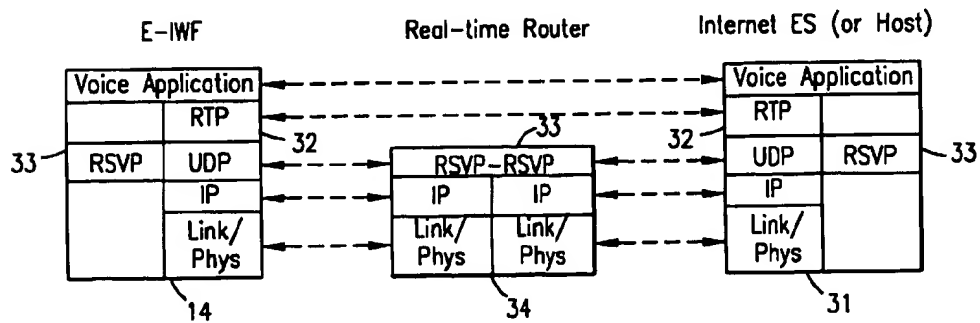 E-IWF
Real-time Router
Internet ES (or Host)
Voice Application
RTP
RSVP
UDP
IP
Link/
Phys
33
32
14
33
RSVP-RSVP
IP
IP
Link/
Phys
Link/
Phys
34
Voice Application
RTP
UDP
RSVP
IP
Link/
Phys
32
33
31